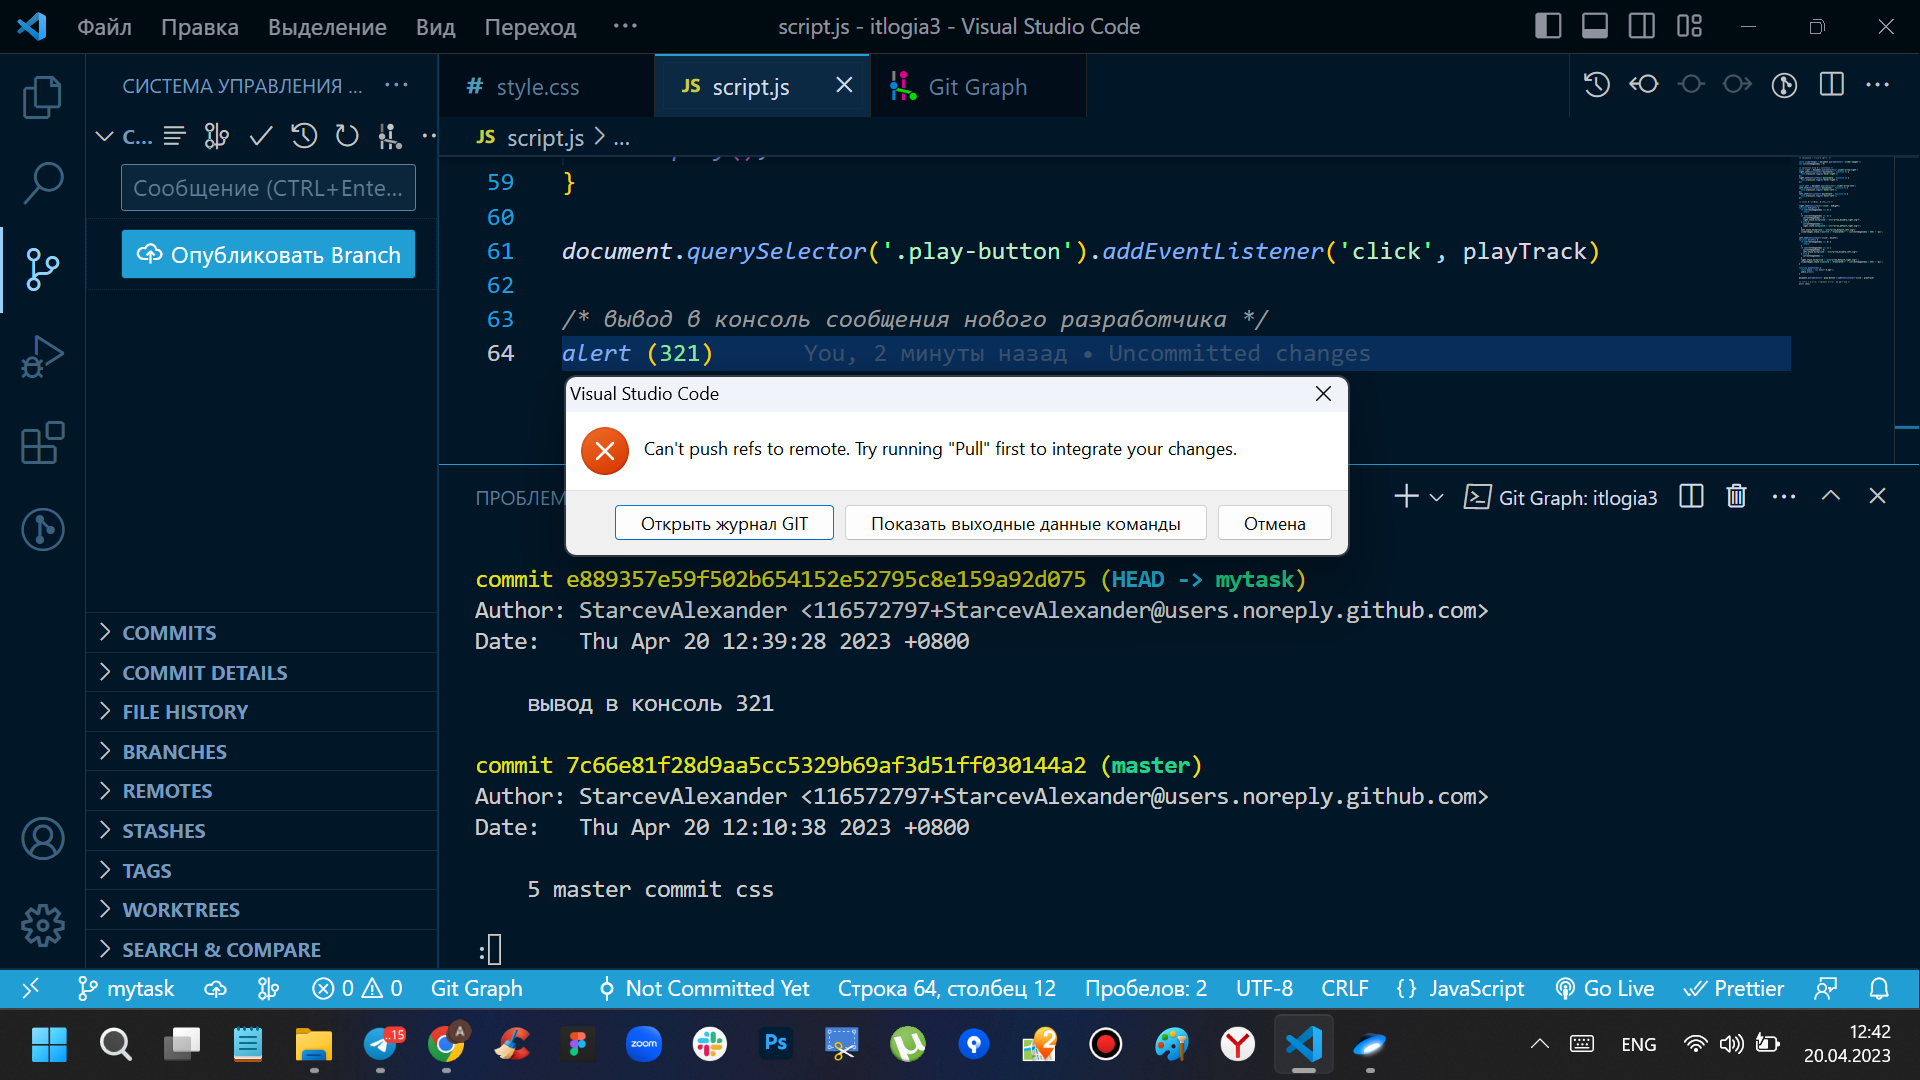 Файл Правка Выделение Вид Переход ··· script.js - itlogia3 - Visual Studio Code
СИСТЕМА УПРАВЛЕНИЯ ... ···
# style.css JS script.js Git Graph
С...
JS script.js > ...
Сообщение (CTRL+Ente...
Опубликовать Branch
59 }
60
61 document.querySelector('.play-button').addEventListener('click', playTrack)
62
63 /* вывод в консоль сообщения нового разработчика */
64 alert (321) You, 2 минуты назад • Uncommitted changes
Visual Studio Code
Can't push refs to remote. Try running "Pull" first to integrate your changes.
Открыть журнал GIT Показать выходные данные команды Отмена
ПРОБЛЕМ
Git Graph: itlogia3
commit e889357e59f502b654152e52795c8e159a92d075 (HEAD -> mytask)
Author: StarcevAlexander <116572797+StarcevAlexander@users.noreply.github.com>
Date: Thu Apr 20 12:39:28 2023 +0800
вывод в консоль 321
commit 7c66e81f28d9aa5cc5329b69af3d51ff030144a2 (master)
Author: StarcevAlexander <116572797+StarcevAlexander@users.noreply.github.com>
Date: Thu Apr 20 12:10:38 2023 +0800
5 master commit css
:
COMMITS
COMMIT DETAILS
FILE HISTORY
BRANCHES
REMOTES
STASHES
TAGS
WORKTREES
SEARCH & COMPARE
mytask 0 0 Git Graph Not Committed Yet Строка 64, столбец 12 Пробелов: 2 UTF-8 CRLF {} JavaScript Go Live Prettier
..15 A zoom Ps 2 ENG
12:42
20.04.2023